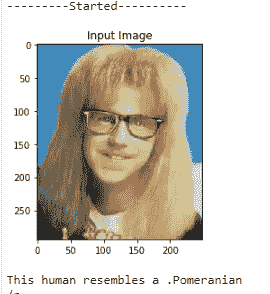 ---------Started----------
Input Image
0
50
100
150
200
250
0 50 100 150 200
This human resembles a .Pomeranian